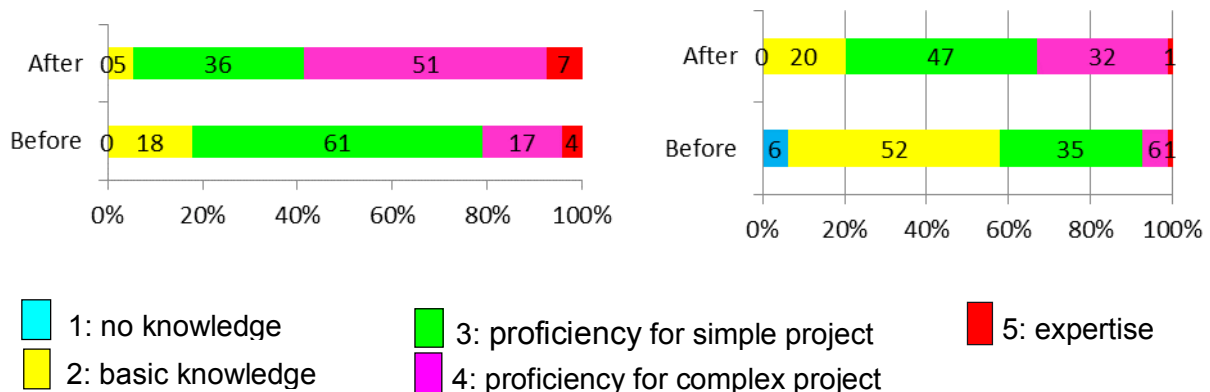 After 0 5 36 51 7
Before 0 18 61 17 4
0% 20% 40% 60% 80% 100%
After 0 20 47 32 1
Before 6 52 35 6 1
0% 20% 40% 60% 80% 100%
1: no knowledge
2: basic knowledge
3: proficiency for simple project
4: proficiency for complex project
5: expertise